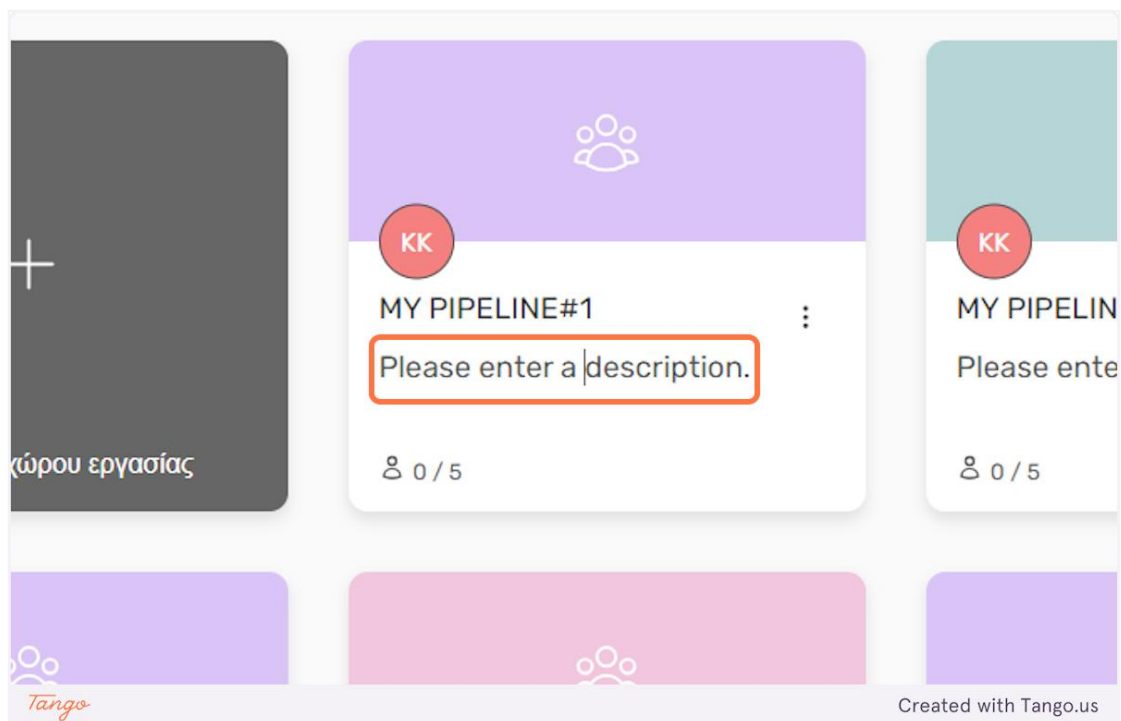 KK
MY PIPELINE#1
Please enter a description.
0 / 5
KK
MY PIPELIN
Please ente
0 / 5
χώρου εργασίας
Tango
Created with Tango.us